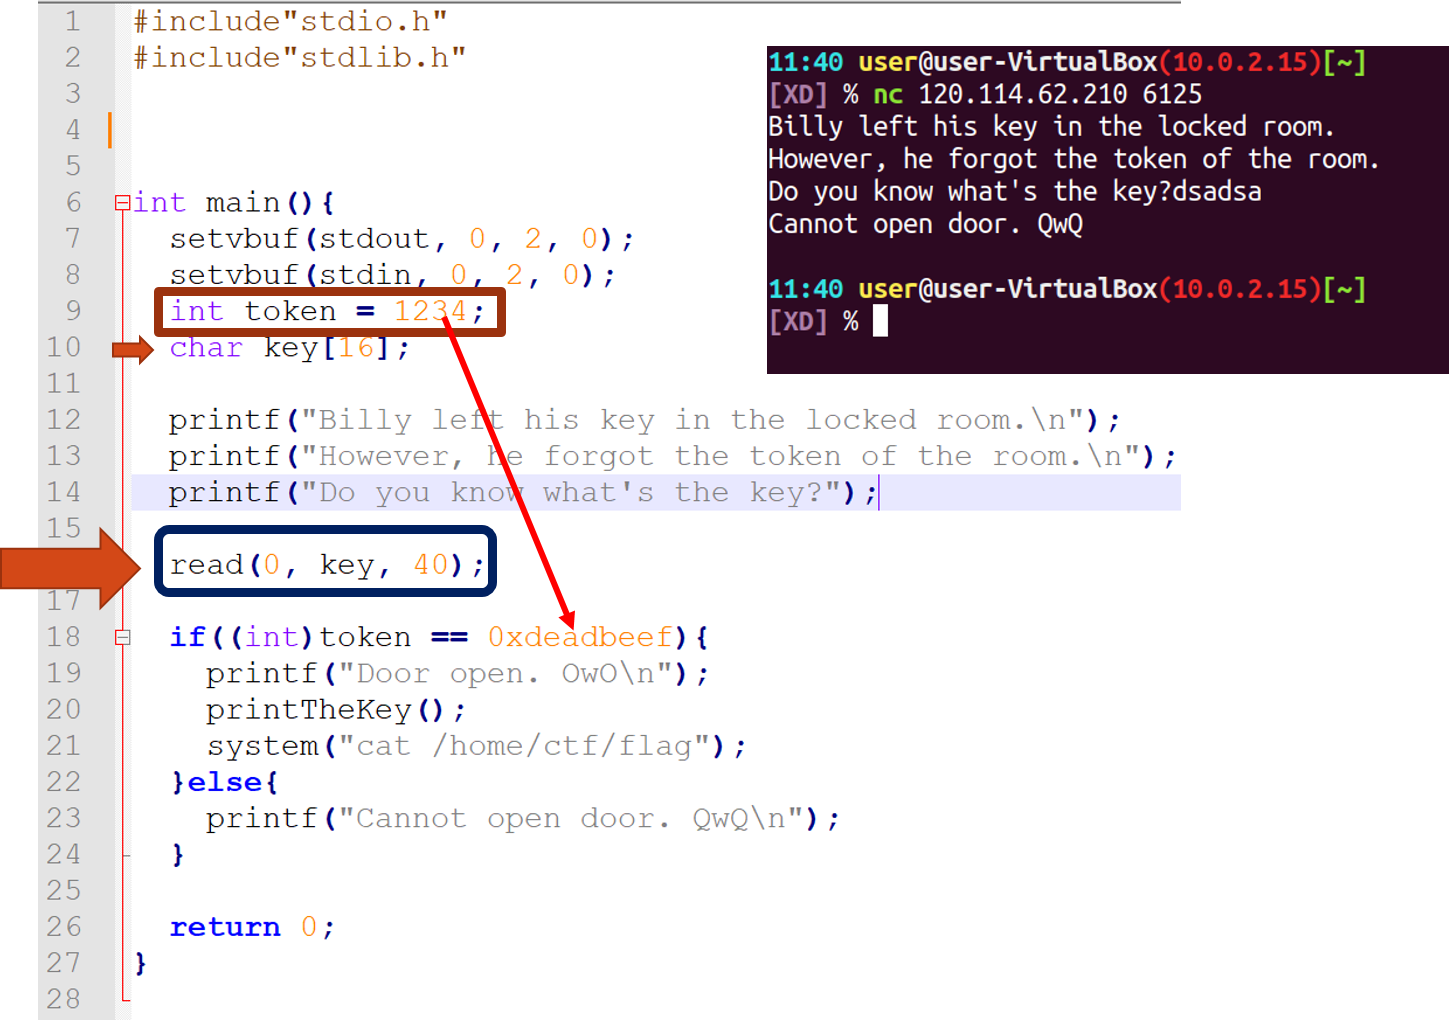 1 #include"stdio.h"
2 #include"stdlib.h"
3
4
5
6 int main(){
7 setvbuf(stdout, 0, 2, 0);
8 setvbuf(stdin, 0, 2, 0);
9 int token = 1234;
10 char key[16];
11
12 printf("Billy left his key in the locked room.\n");
13 printf("However, he forgot the token of the room.\n");
14 printf("Do you know what's the key?");
15
read(0, key, 40);
17
18 if((int)token == 0xdeadbeef){
19 printf("Door open. OwO\n");
20 printTheKey();
21 system("cat /home/ctf/flag");
22 }else{
23 printf("Cannot open door. QwQ\n");
24 }
25
26 return 0;
27 }
28
11:40 user@user-VirtualBox(10.0.2.15)[~]
[XD] % nc 120.114.62.210 6125
Billy left his key in the locked room.
However, he forgot the token of the room.
Do you know what's the key?dsadsa
Cannot open door. QwQ
11:40 user@user-VirtualBox(10.0.2.15)[~]
[XD] %